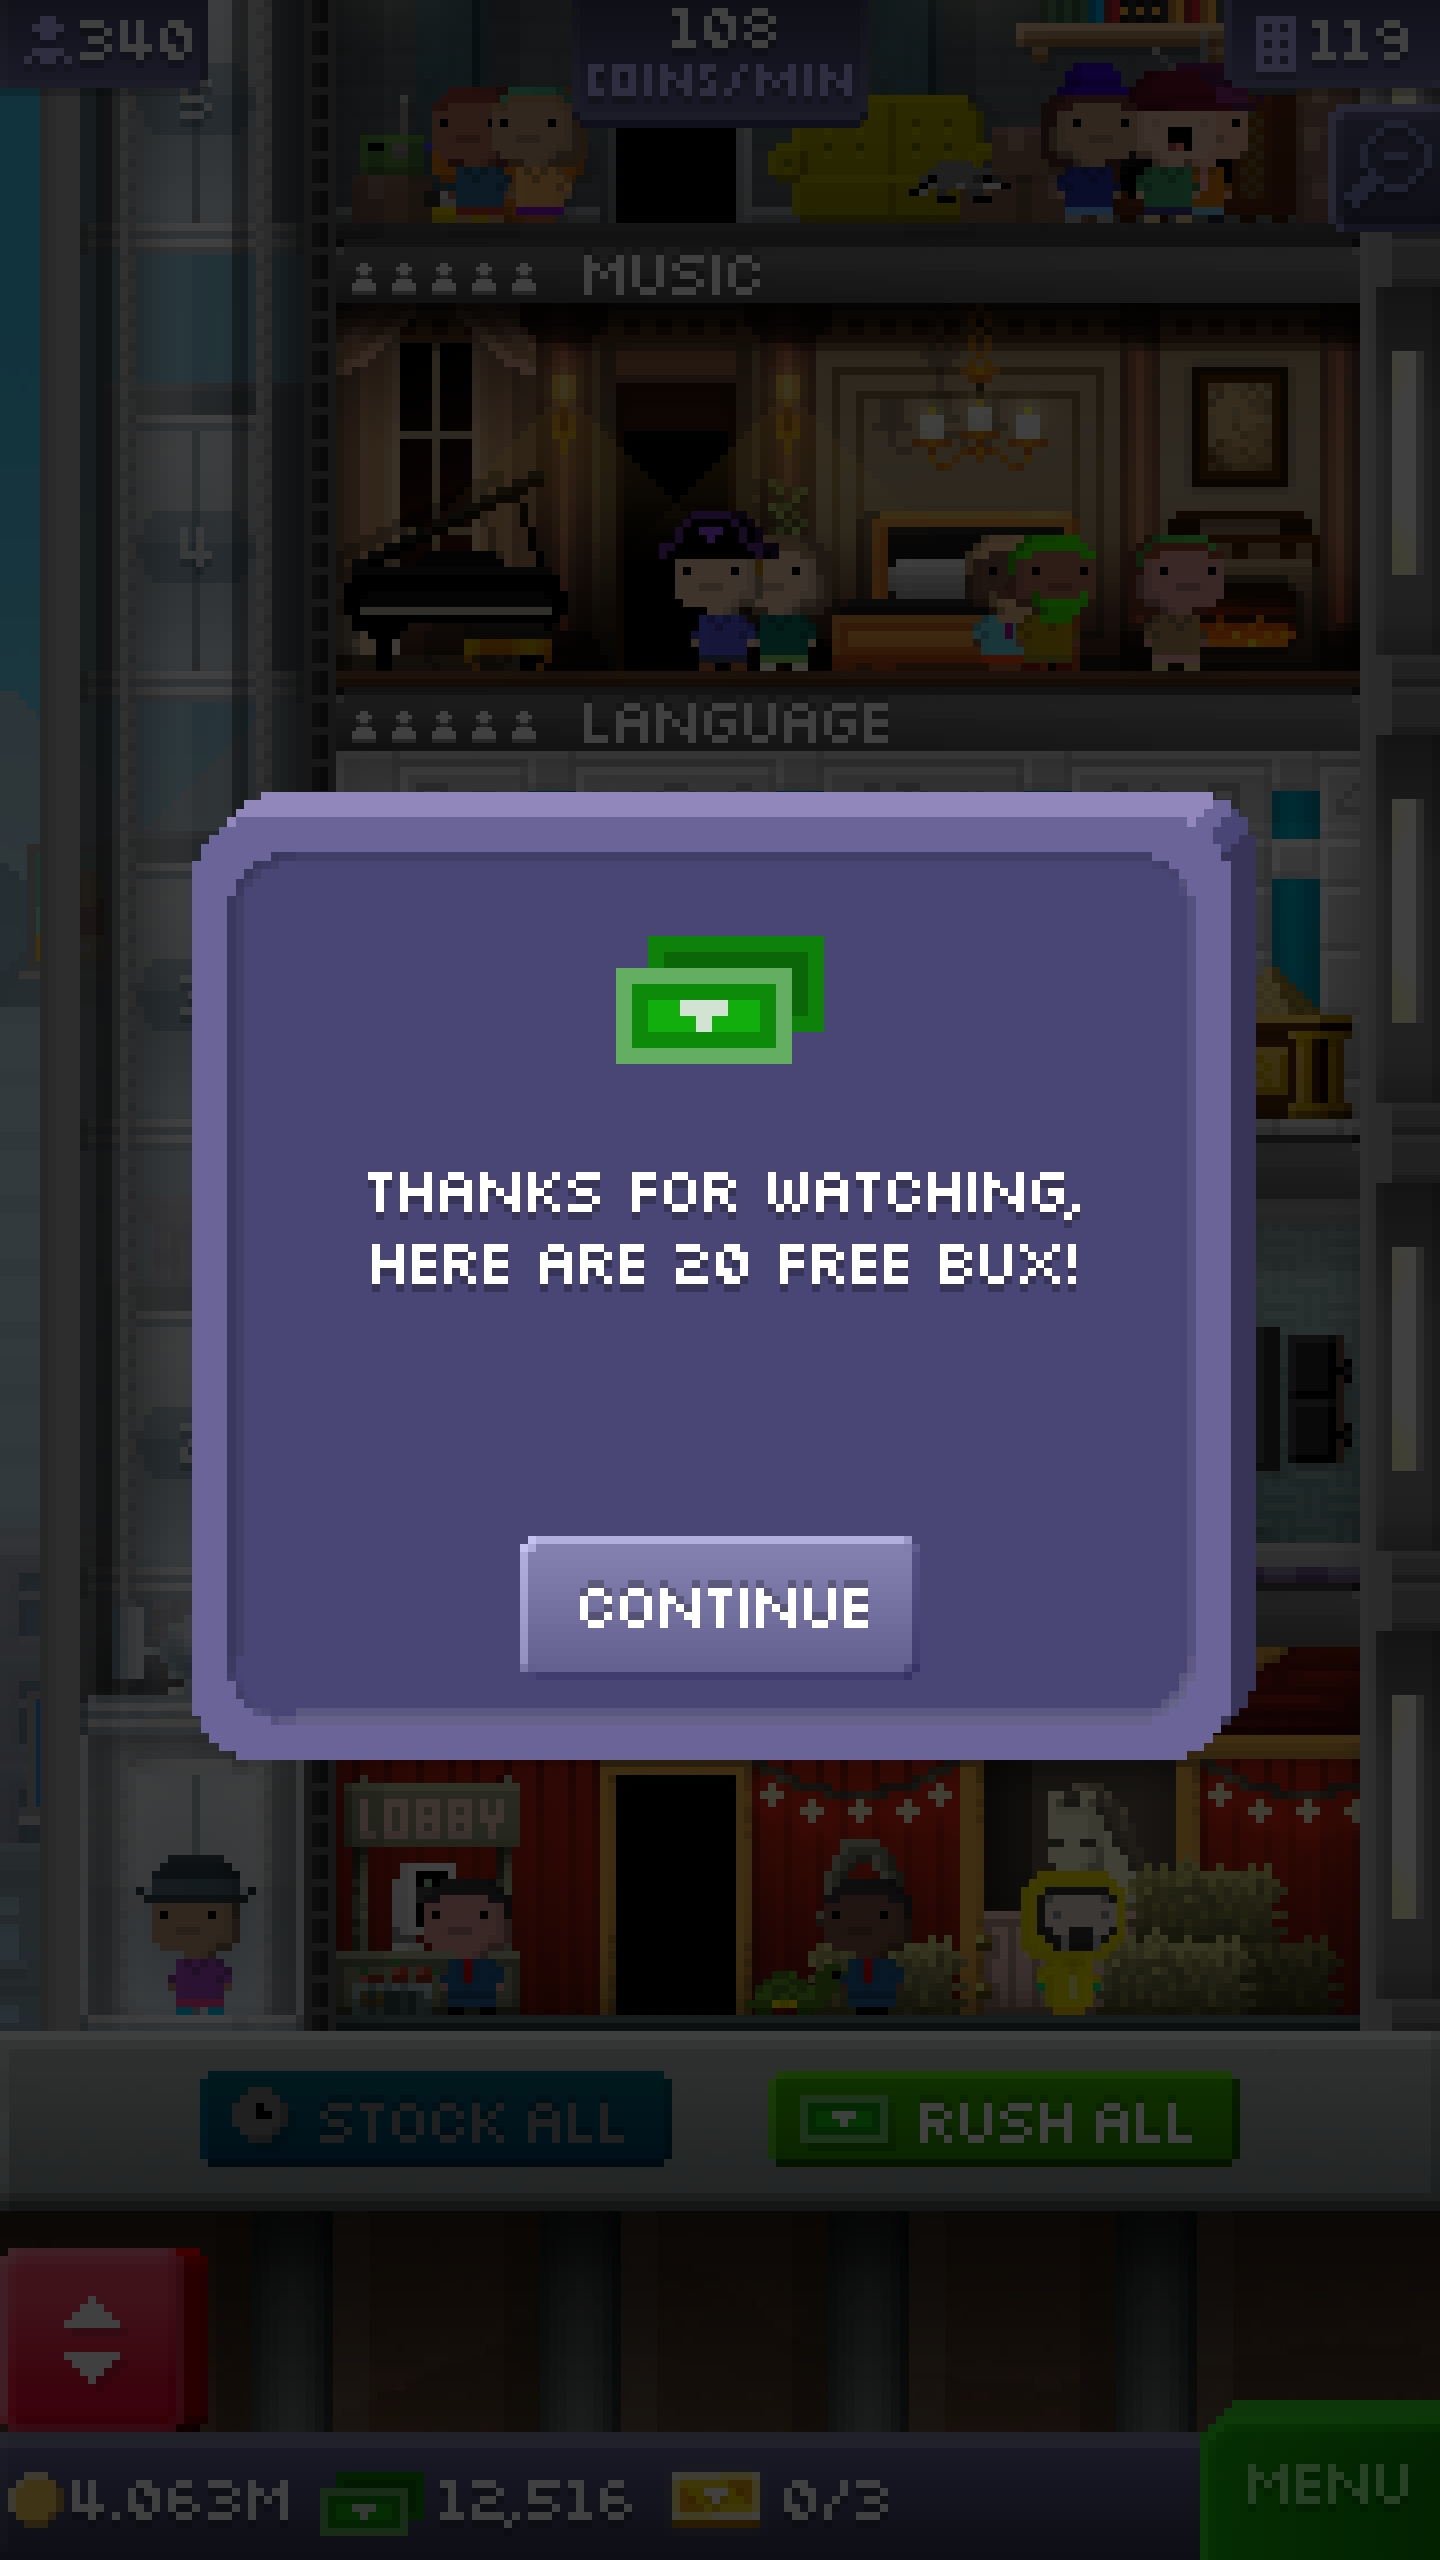 340
108
COINS/MIN
119
5
MUSIC
4
LANGUAGE
THANKS FOR WATCHING,
HERE ARE 20 FREE BUX!
CONTINUE
LOBBY
STOCK ALL
RUSH ALL
4.063M
12,516
0/3
MENU